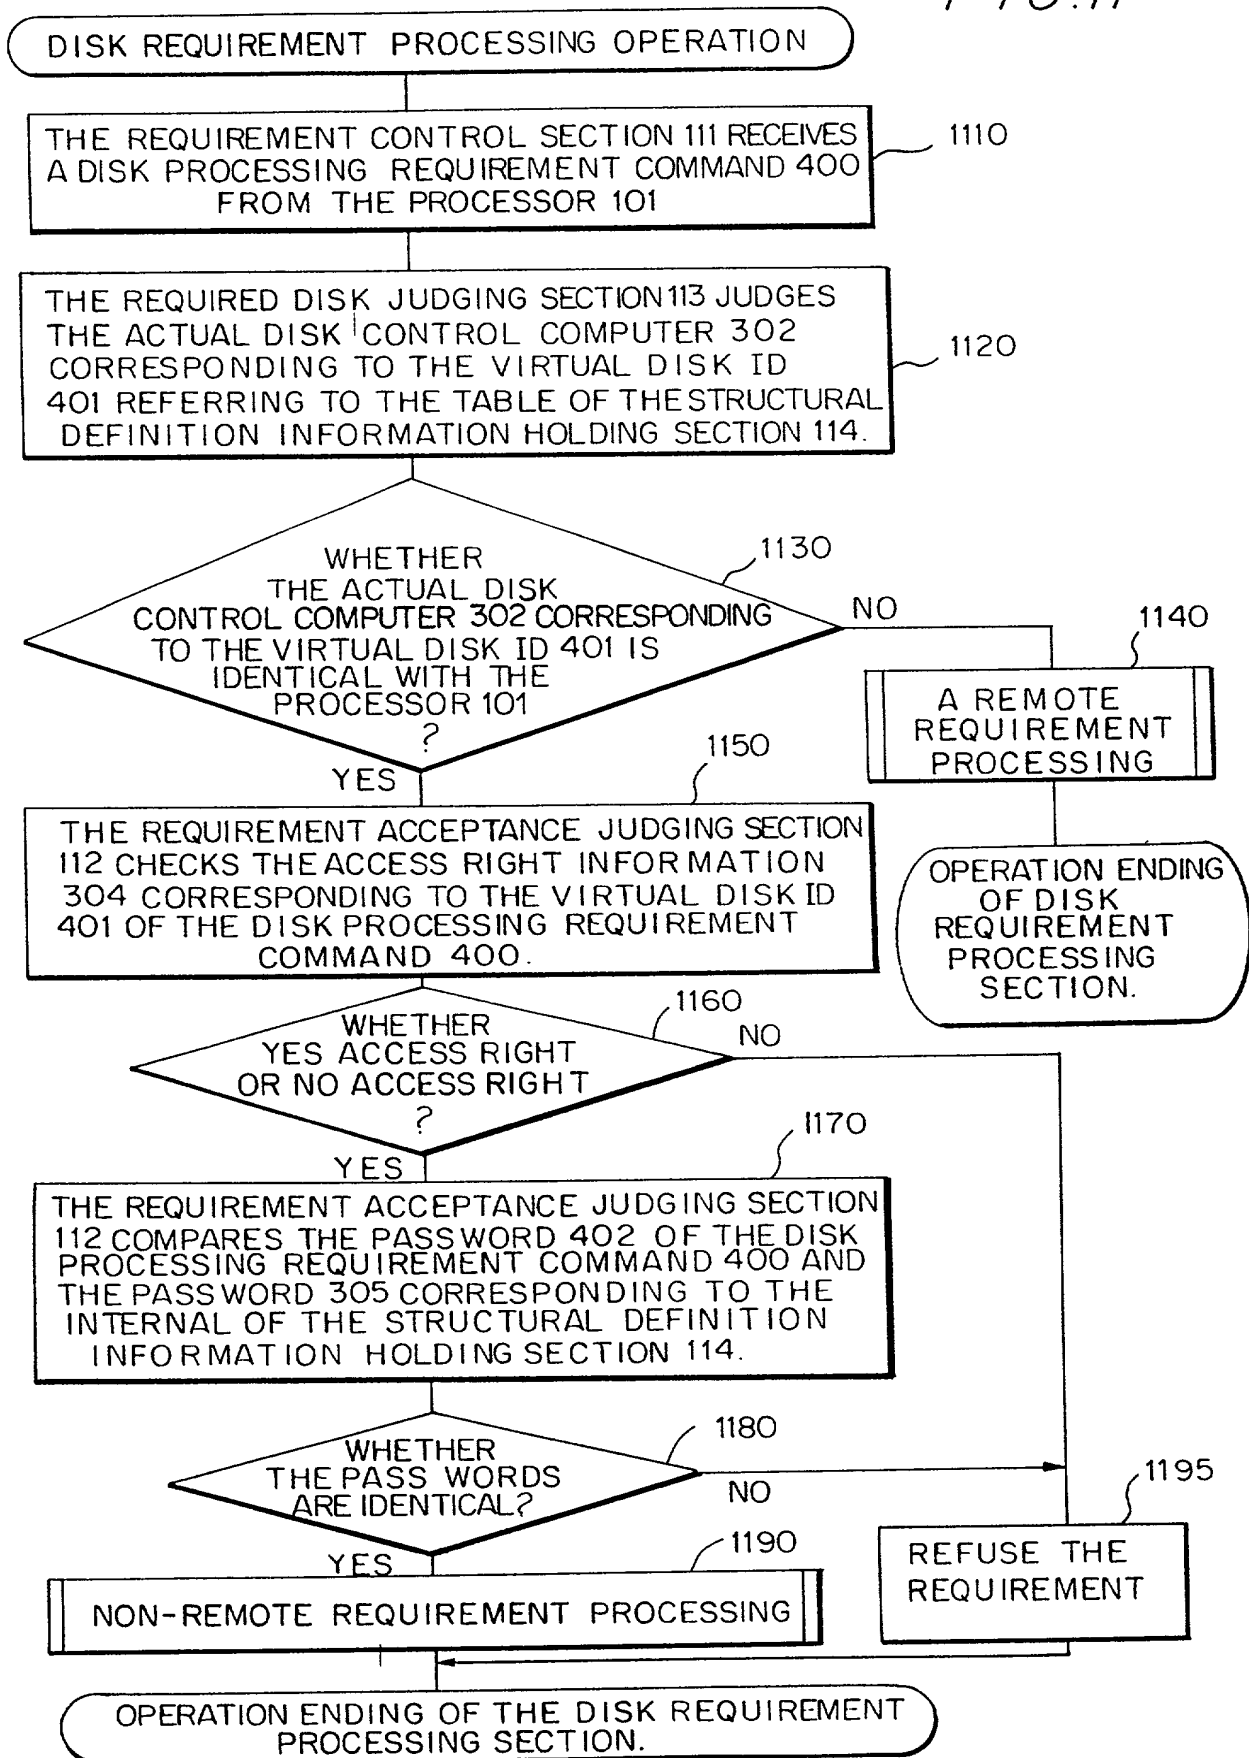 FIG.11
DISK REQUIREMENT PROCESSING OPERATION
THE REQUIREMENT CONTROL SECTION 111 RECEIVES
A DISK PROCESSING REQUIREMENT COMMAND 400
FROM THE PROCESSOR 101
1110
THE REQUIRED DISK JUDGING SECTION 113 JUDGES
THE ACTUAL DISK CONTROL COMPUTER 302
CORRESPONDING TO THE VIRTUAL DISK ID
401 REFERRING TO THE TABLE OF THE STRUCTURAL
DEFINITION INFORMATION HOLDING SECTION 114.
1120
WHETHER
THE ACTUAL DISK
CONTROL COMPUTER 302 CORRESPONDING
TO THE VIRTUAL DISK ID 401 IS
IDENTICAL WITH THE
PROCESSOR 101
?
1130
NO
YES
1140
A REMOTE
REQUIREMENT
PROCESSING
OPERATION ENDING
OF DISK
REQUIREMENT
PROCESSING
SECTION.
1150
THE REQUIREMENT ACCEPTANCE JUDGING SECTION
112 CHECKS THE ACCESS RIGHT INFORMATION
304 CORRESPONDING TO THE VIRTUAL DISK ID
401 OF THE DISK PROCESSING REQUIREMENT
COMMAND 400.
1160
WHETHER
YES ACCESS RIGHT
OR NO ACCESS RIGHT
?
NO
YES
1170
THE REQUIREMENT ACCEPTANCE JUDGING SECTION
112 COMPARES THE PASSWORD 402 OF THE DISK
PROCESSING REQUIREMENT COMMAND 400 AND
THE PASSWORD 305 CORRESPONDING TO THE
INTERNAL OF THE STRUCTURAL DEFINITION
INFORMATION HOLDING SECTION 114.
1180
WHETHER
THE PASS WORDS
ARE IDENTICAL?
NO
YES
1190
NON-REMOTE REQUIREMENT PROCESSING
1195
REFUSE THE
REQUIREMENT
OPERATION ENDING OF THE DISK REQUIREMENT
PROCESSING SECTION.